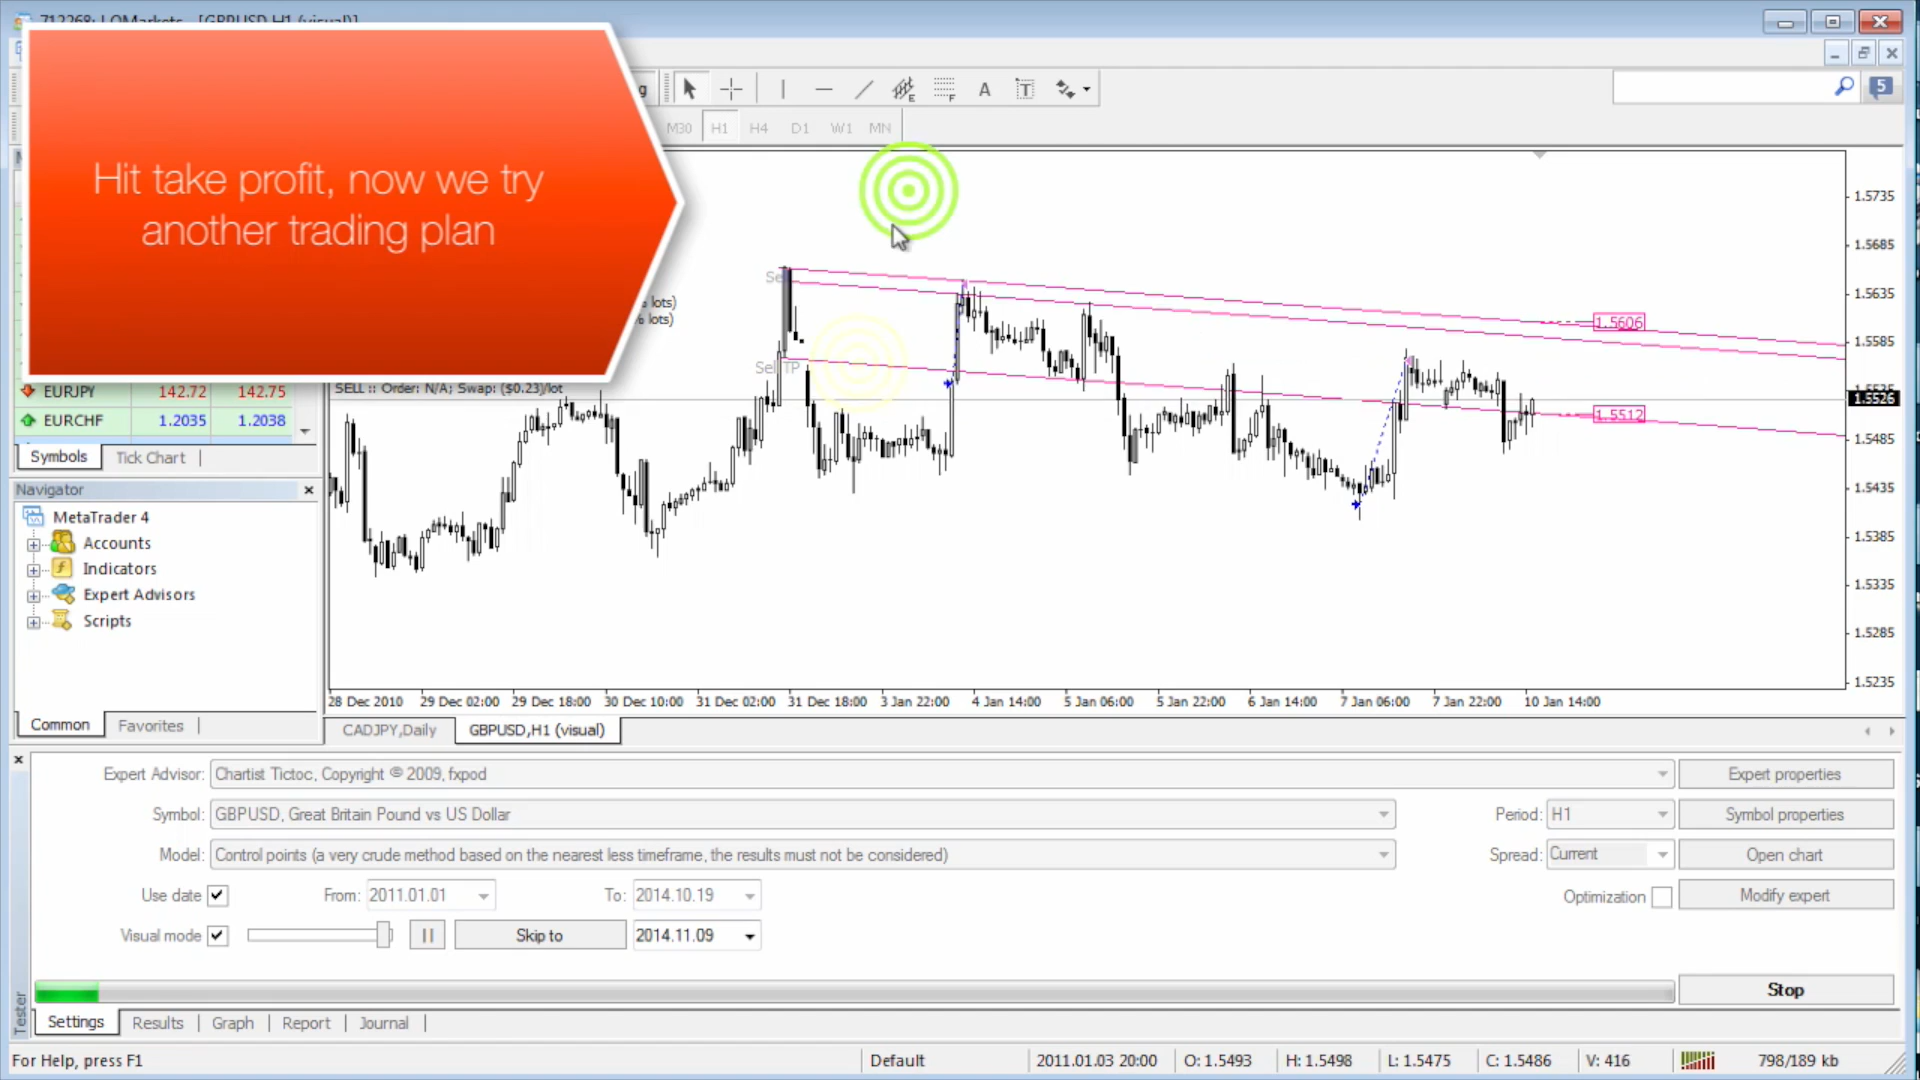 712268: LQMarkets - [GBPUSD,H1 (visual)]
Hit take profit, now we try
another trading plan
5
M30 H1 H4 D1 W1 MN
% lots)
% lots)
Sell TP
SELL :: Order: N/A; Swap: ($0.23)/lot
1.5606
1.5512
1.5735
1.5685
1.5635
1.5585
1.5526
1.5485
1.5435
1.5385
1.5335
1.5285
1.5235
EURJPY 142.72 142.75
EURCHF 1.2035 1.2038
Symbols Tick Chart
Navigator
MetaTrader 4
Accounts
Indicators
Expert Advisors
Scripts
Common Favorites
28 Dec 2010 29 Dec 02:00 29 Dec 18:00 30 Dec 10:00 31 Dec 02:00 31 Dec 18:00 3 Jan 22:00 4 Jan 14:00 5 Jan 06:00 5 Jan 22:00 6 Jan 14:00 7 Jan 06:00 7 Jan 22:00 10 Jan 14:00
CADJPY,Daily GBPUSD,H1 (visual)
Expert Advisor: Chartist Tictoc, Copyright © 2009, fxpod Expert properties
Symbol: GBPUSD, Great Britain Pound vs US Dollar Period: H1 Symbol properties
Model: Control points (a very crude method based on the nearest less timeframe, the results must not be considered) Spread: Current Open chart
Use date From: 2011.01.01 To: 2014.10.19 Optimization Modify expert
Visual mode Skip to 2014.11.09
Stop
Tester
Settings Results Graph Report Journal
For Help, press F1 Default 2011.01.03 20:00 O: 1.5493 H: 1.5498 L: 1.5475 C: 1.5486 V: 416 798/189 kb